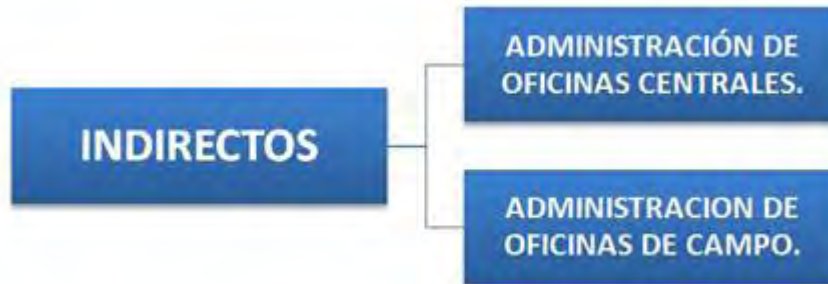 INDIRECTOS
ADMINISTRACIÓN DE
OFICINAS CENTRALES.
ADMINISTRACION DE
OFICINAS DE CAMPO.